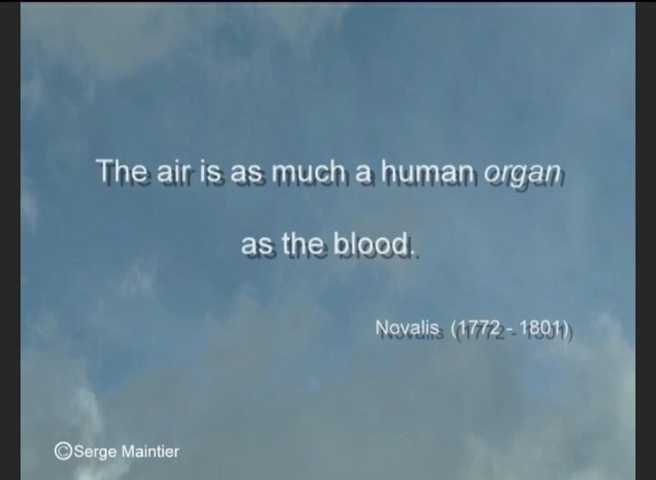 The air is as much a human organ
as the blood.
Novalis (1772 - 1801)
©Serge Maintier